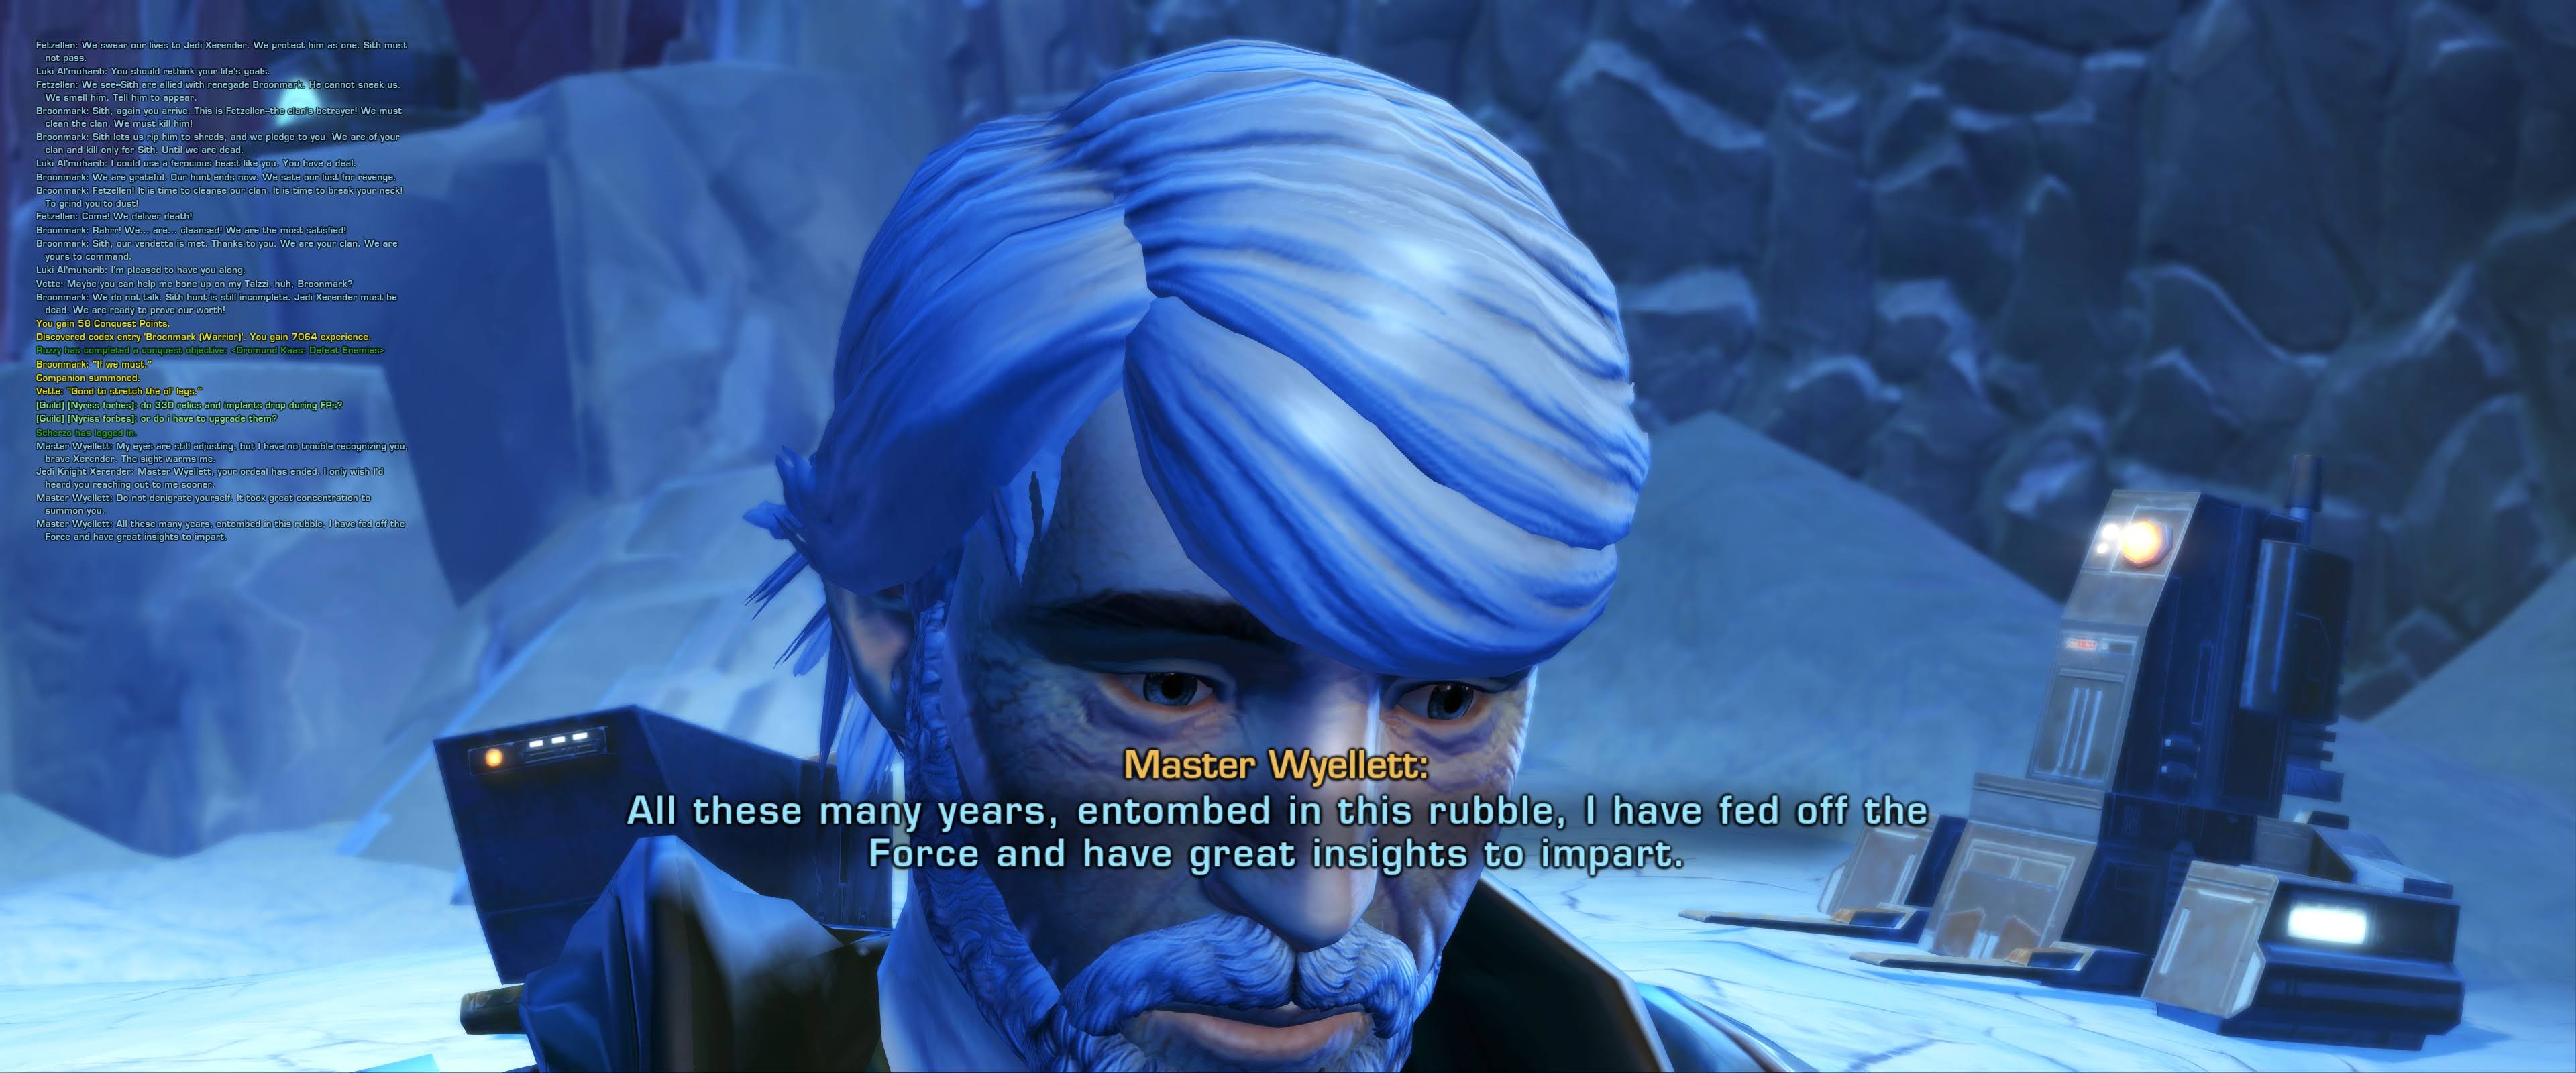 Fetzellen: We swear our lives to Jedi Xerender. We protect him as one. Sith must
not pass.
Luki Al'muharib: You should rethink your life's goals.
Fetzellen: We see–Sith are allied with renegade Broonmark. He cannot sneak us.
We smell him. Tell him to appear.
Broonmark: Sith, again you arrive. This is Fetzellen–the clan's betrayer! We must
clean the clan. We must kill him!
Broonmark: Sith lets us rip him to shreds, and we pledge to you. We are of your
clan and kill only for Sith. Until we are dead.
Luki Al'muharib: I could use a ferocious beast like you. You have a deal.
Broonmark: We are grateful. Our hunt ends now. We sate our lust for revenge.
Broonmark: Fetzellen! It is time to cleanse our clan. It is time to break your neck!
To grind you to dust!
Fetzellen: Come! We deliver death!
Broonmark: Rahrr! We... are... cleansed! We are the most satisfied!
Broonmark: Sith, our vendetta is met. Thanks to you. We are your clan. We are
yours to command.
Luki Al'muharib: I'm pleased to have you along.
Vette: Maybe you can help me bone up on my Talzzi, huh, Broonmark?
Broonmark: We do not talk. Sith hunt is still incomplete. Jedi Xerender must be
dead. We are ready to prove our worth!
You gain 58 Conquest Points.
Discovered codex entry 'Broonmark (Warrior)'. You gain 7064 experience.
Ruzzy has completed a conquest objective: <Dromund Kaas: Defeat Enemies>
Broonmark: "If we must."
Companion summoned.
Vette: "Good to stretch the ol' legs."
[Guild] [Nyriss forbes]: do 330 relics and implants drop during FPs?
[Guild] [Nyriss forbes]: or do i have to upgrade them?
Scherzo has logged in.
Master Wyellett: My eyes are still adjusting, but I have no trouble recognizing you,
brave Xerender. The sight warms me.
Jedi Knight Xerender: Master Wyellett, your ordeal has ended. I only wish I'd
heard you reaching out to me sooner.
Master Wyellett: Do not denigrate yourself. It took great concentration to
summon you.
Master Wyellett: All these many years, entombed in this rubble, I have fed off the
Force and have great insights to impart.
Master Wyellett:
All these many years, entombed in this rubble, I have fed off the
Force and have great insights to impart.